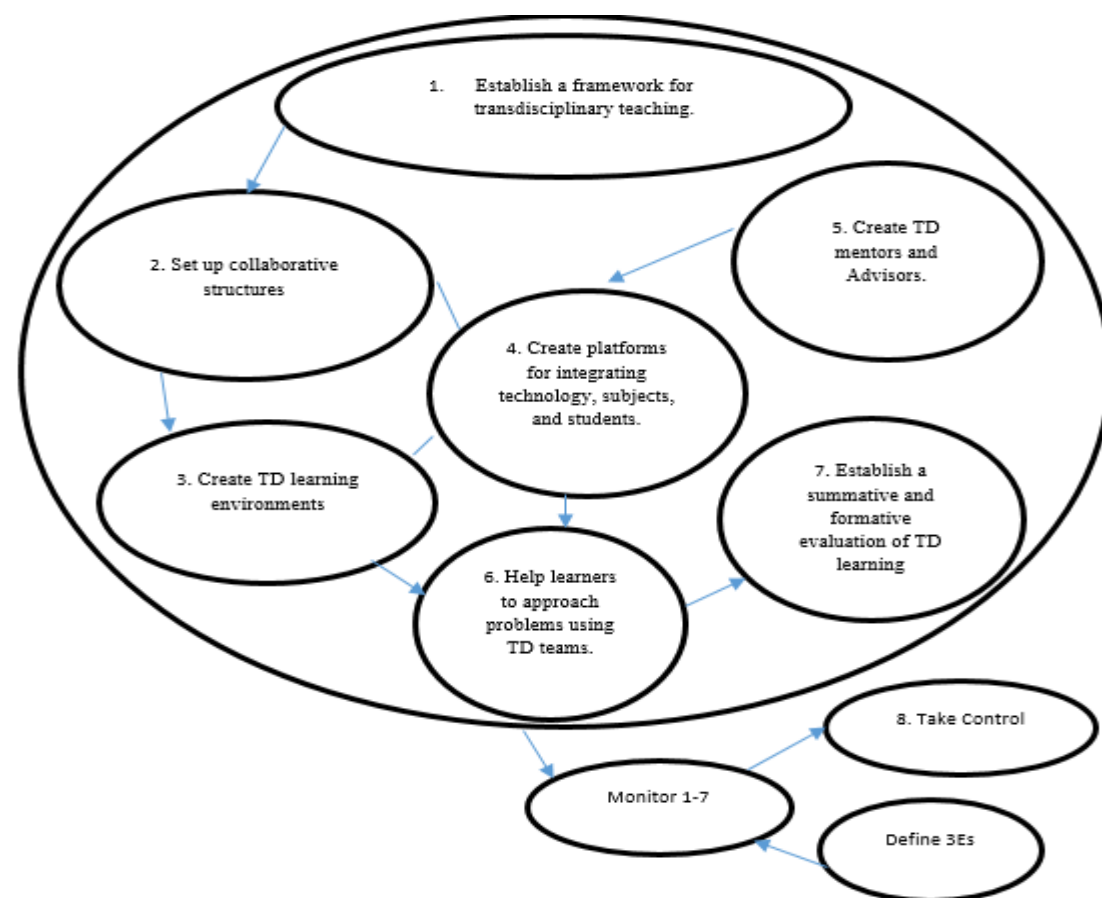 1. Establish a framework for
transdisciplinary teaching.
2. Set up collaborative
structures
5. Create TD
mentors and
Advisors.
4. Create platforms
for integrating
technology, subjects,
and students.
3. Create TD learning
environments
7. Establish a
summative and
formative
evaluation of TD
learning
6. Help learners
to approach
problems using
TD teams.
8. Take Control
Monitor 1-7
Define 3Es